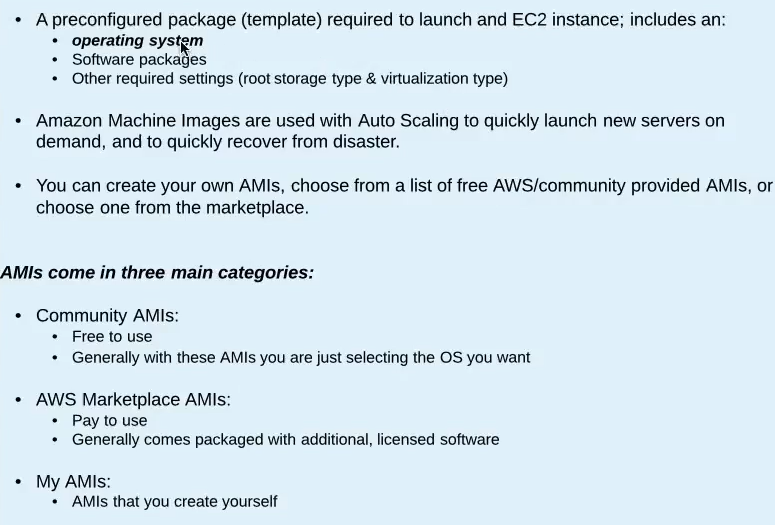 • A preconfigured package (template) required to launch and EC2 instance; includes an:
• operating system
• Software packages
• Other required settings (root storage type & virtualization type)
• Amazon Machine Images are used with Auto Scaling to quickly launch new servers on
demand, and to quickly recover from disaster.
• You can create your own AMIs, choose from a list of free AWS/community provided AMIs, or
choose one from the marketplace.
AMIs come in three main categories:
• Community AMIs:
• Free to use
• Generally with these AMIs you are just selecting the OS you want
• AWS Marketplace AMIs:
• Pay to use
• Generally comes packaged with additional, licensed software
• My AMIs:
• AMIs that you create yourself